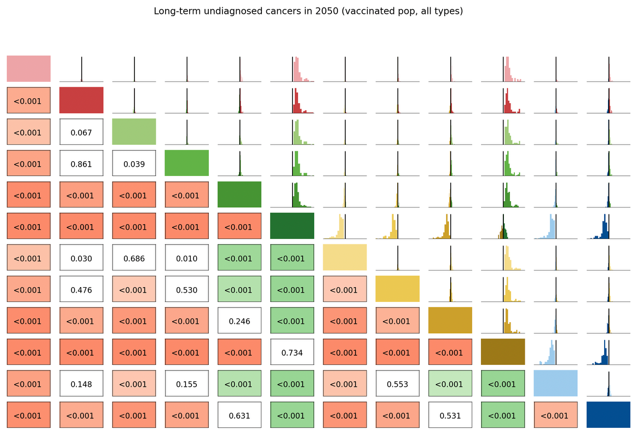 Long-term undiagnosed cancers in 2050 (vaccinated pop, all types)
<0.001
<0.001 0.067
<0.001 0.861 0.039
<0.001 <0.001 <0.001 <0.001
<0.001 <0.001 <0.001 <0.001 <0.001
<0.001 0.030 0.686 0.010 <0.001 <0.001
<0.001 0.476 <0.001 0.530 <0.001 <0.001 <0.001
<0.001 <0.001 <0.001 <0.001 0.246 <0.001 <0.001 <0.001
<0.001 <0.001 <0.001 <0.001 <0.001 0.734 <0.001 <0.001 <0.001
<0.001 0.148 <0.001 0.155 <0.001 <0.001 <0.001 0.553 <0.001 <0.001
<0.001 <0.001 <0.001 <0.001 0.631 <0.001 <0.001 <0.001 0.531 <0.001 <0.001